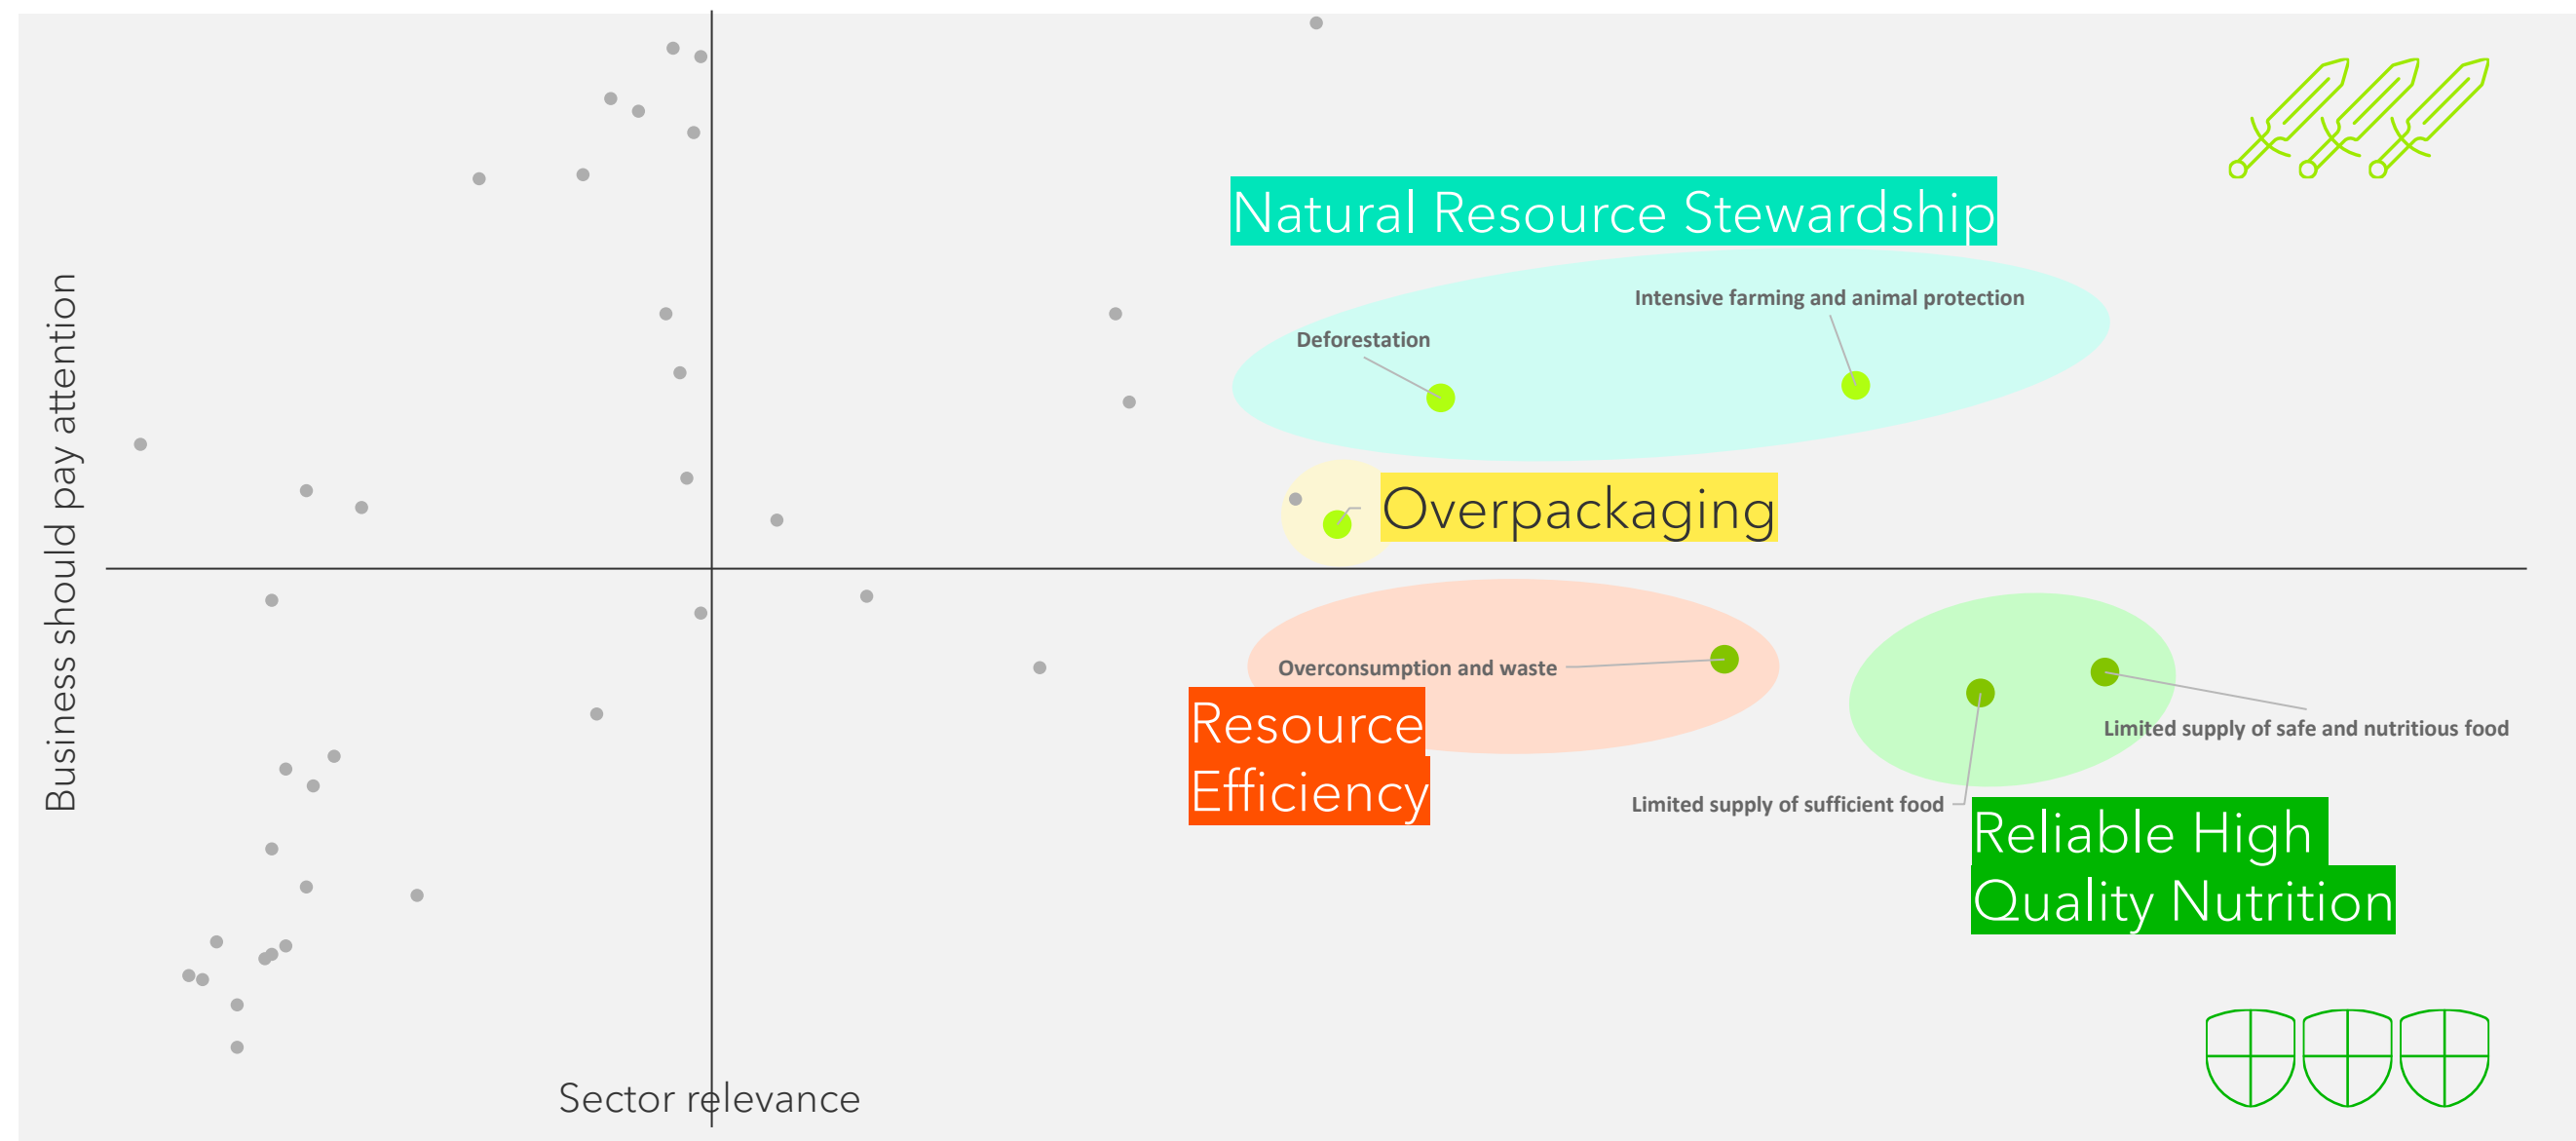 Business should pay attention
Natural Resource Stewardship
Intensive farming and animal protection
Deforestation
Overpackaging
Overconsumption and waste
Resource
Efficiency
Limited supply of safe and nutritious food
Limited supply of sufficient food
Reliable High
Quality Nutrition
Sector relevance